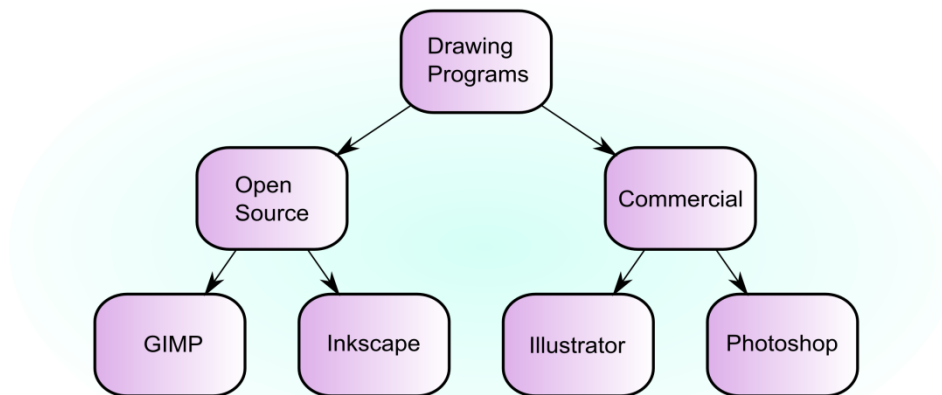 Drawing
Programs
Open
Source
Commercial
GIMP
Inkscape
Illustrator
Photoshop